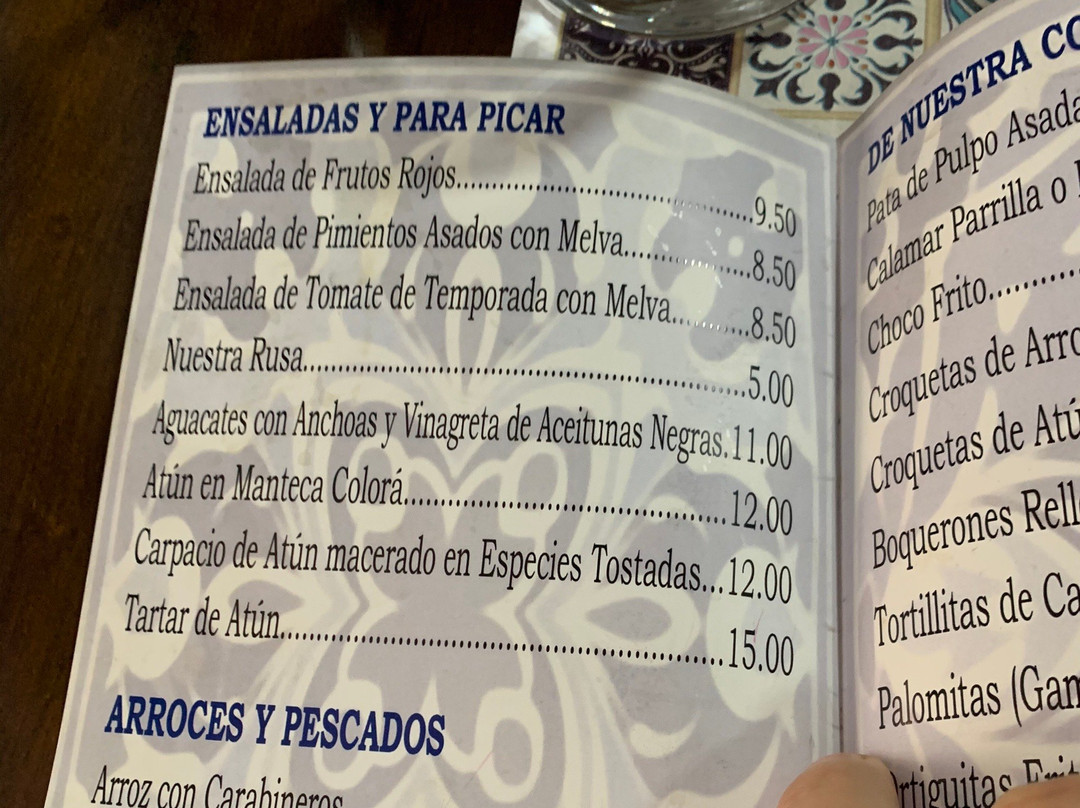 ENSALADAS Y PARA PICAR
Ensalada de Frutos Rojos......................................9.50
Ensalada de Pimientos Asados con Melva.................8.50
Ensalada de Tomate de Temporada con Melva..........8.50
Nuestra Rusa..........................................................5.00
Aguacates con Anchoas y Vinagreta de Aceitunas Negras.11.00
Atún en Manteca Colorá............................................12.00
Carpacio de Atún macerado en Especies Tostadas...12.00
Tartar de Atún..........................................................15.00
ARROCES Y PESCADOS
Arroz con Carabineros
DE NUESTRA
Pata de Pulpo
Calamar Parrilla o
Choco Frito...........
Croquetas de
Croquetas de
Boquerones
Tortillitas de
Palomitas